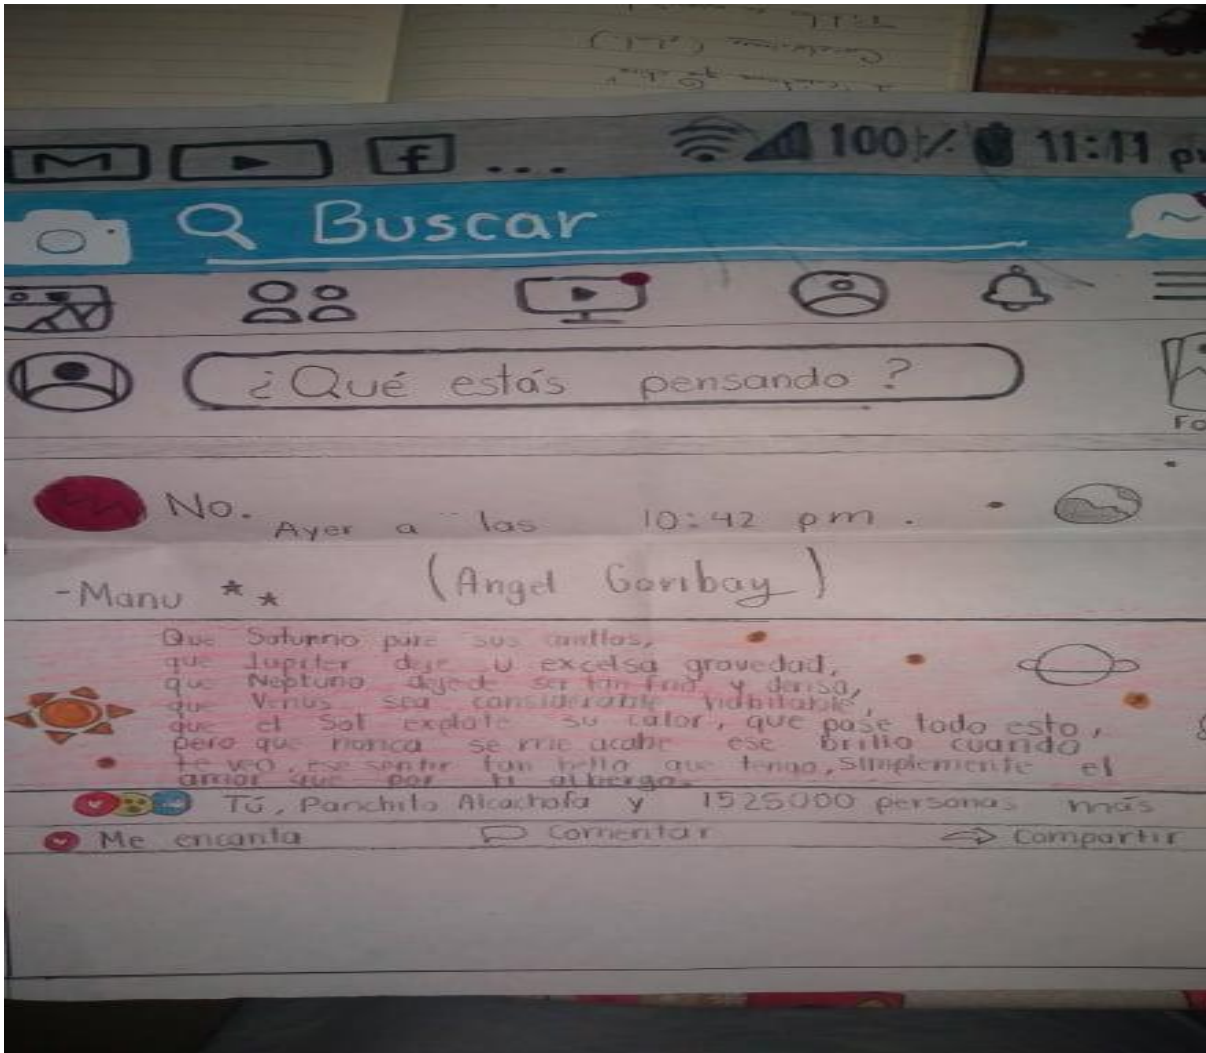 100% 11:11
Buscar
¿Qué estás pensando?
No.
Ayer a las 10:42 pm.
-Manu ** (Angel Garibay)
Que Saturno pare sus anillos,
que Jupiter deje su excelsa gravedad,
que Neptuno deje de ser tan frío y denso,
que Venus sea considerable habitable,
que el Sol explote su calor, que pase todo esto,
pero que nunca se me acabe ese brillo cuando
te veo, ese sentir tan bello que tengo, simplemente el
amor que por ti albergo.
Tú, Panchito Alcachofa y 1525000 personas más
Me encanta Comentar Compartir